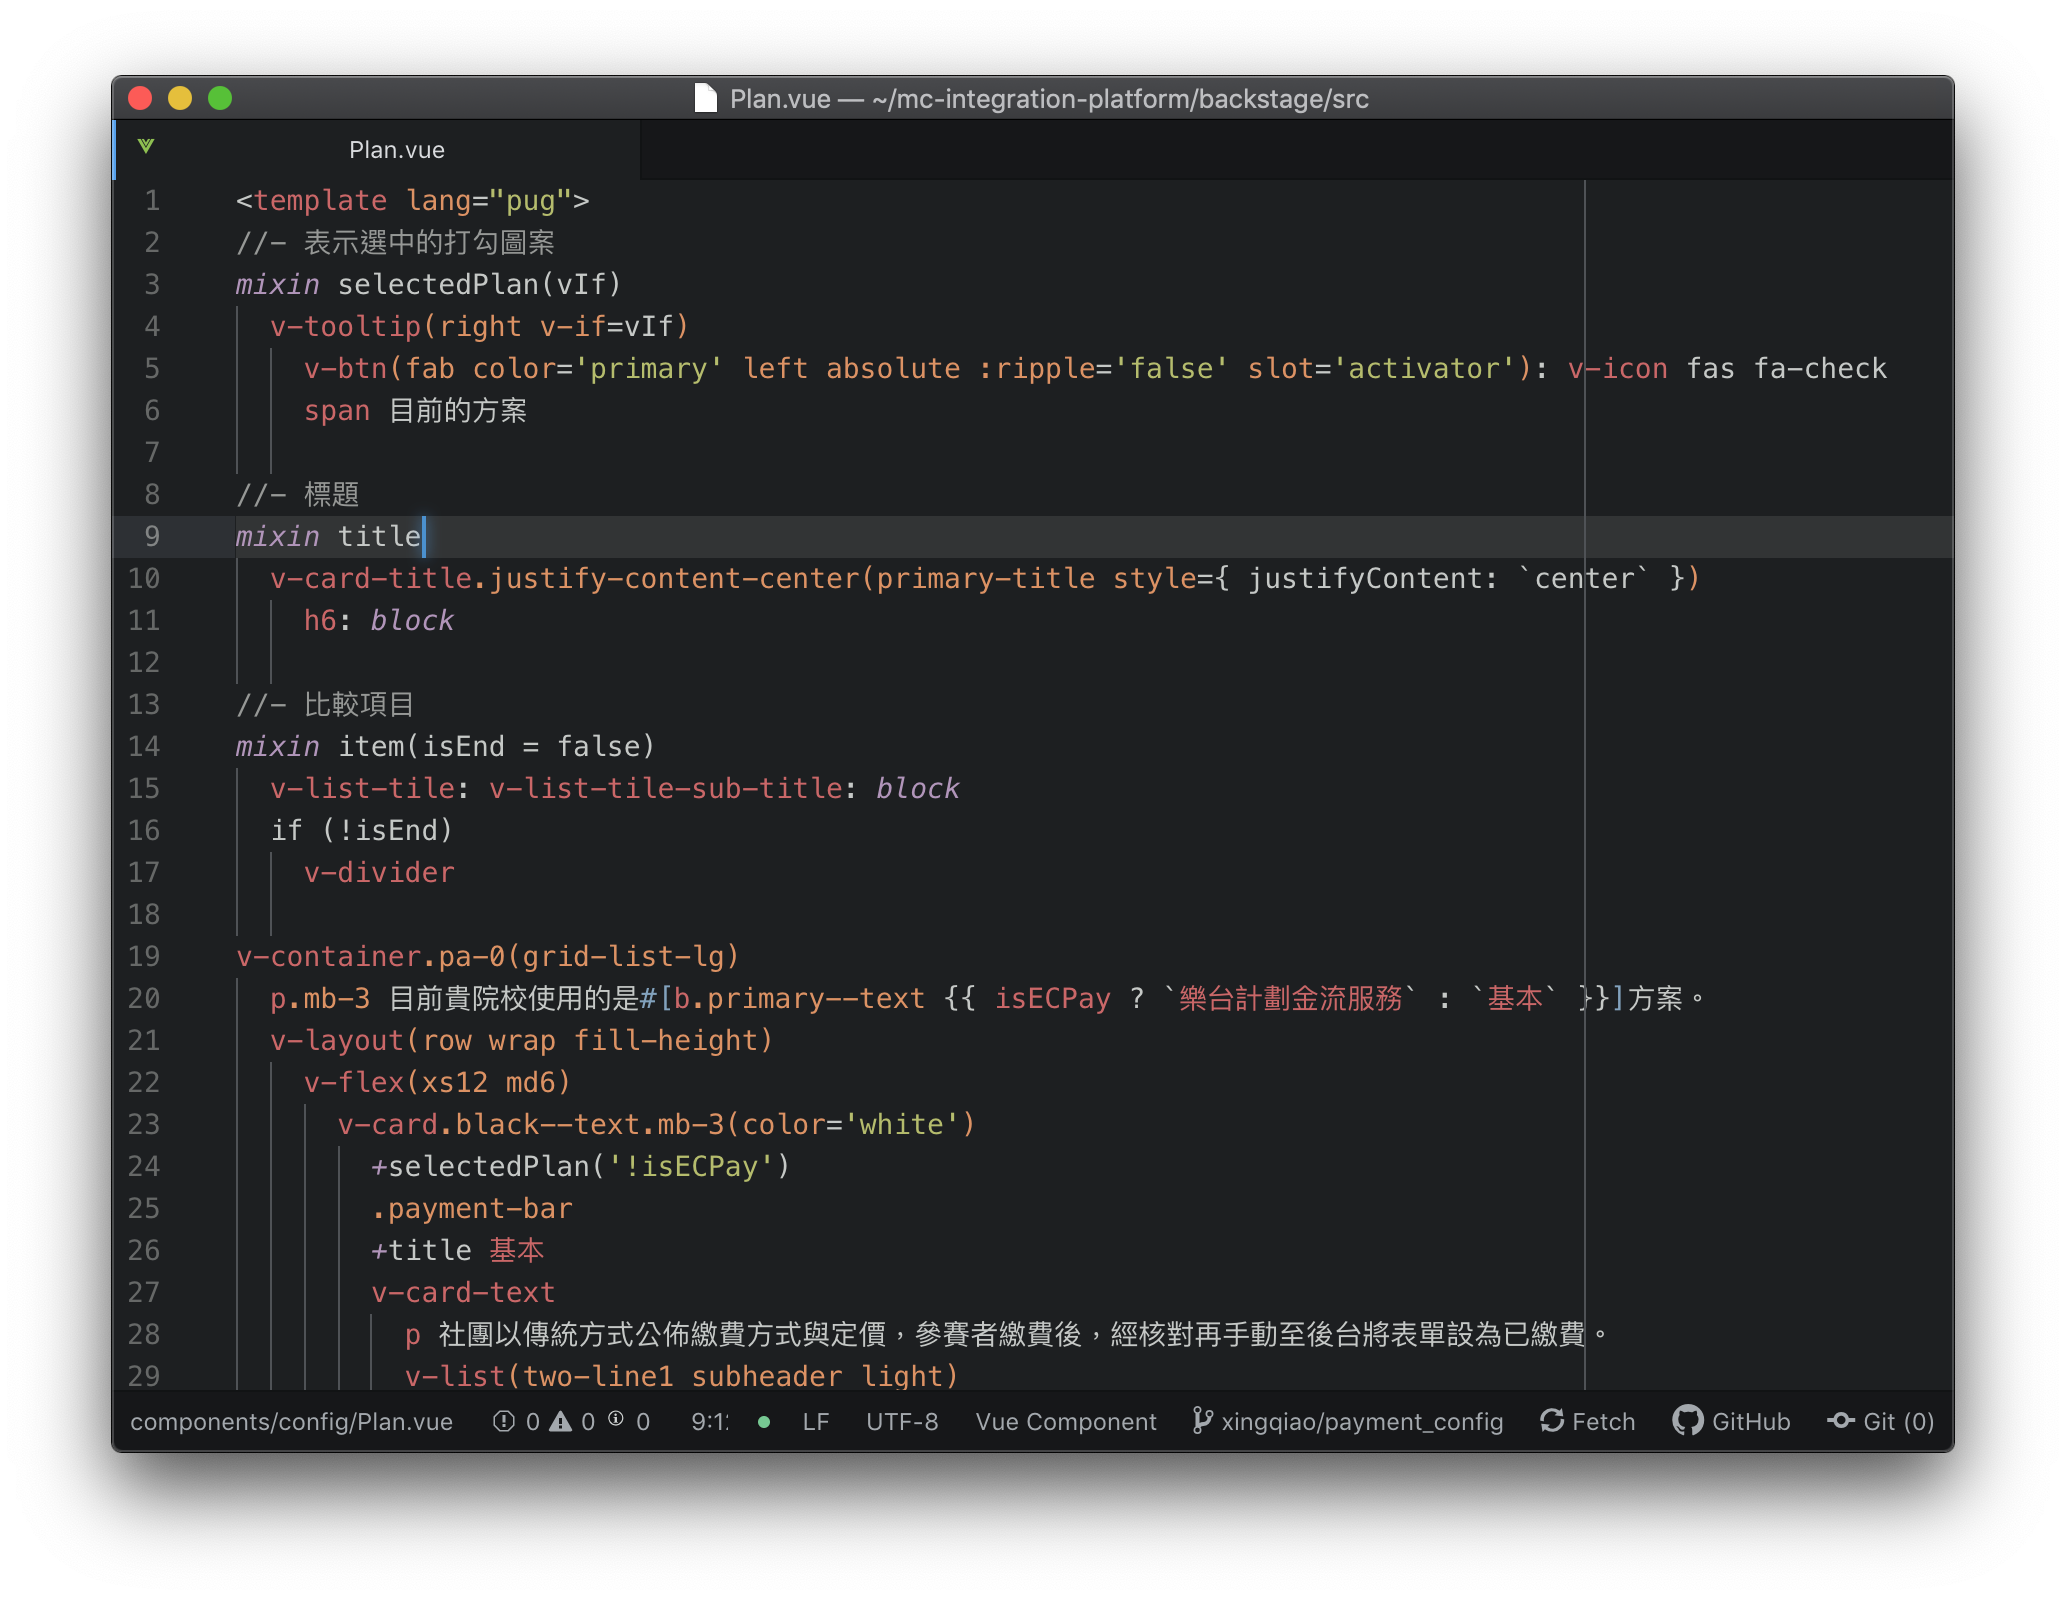 Plan.vue — ~/mc-integration-platform/backstage/src
Plan.vue
1 <template lang="pug">
2 //- 表示選中的打勾圖案
3 mixin selectedPlan(vIf)
4 v-tooltip(right v-if=vIf)
5 v-btn(fab color='primary' left absolute :ripple='false' slot='activator'): v-icon fas fa-check
6 span 目前的方案
7
8 //- 標題
9 mixin title
10 v-card-title.justify-content-center(primary-title style={ justifyContent: `center` })
11 h6: block
12
13 //- 比較項目
14 mixin item(isEnd = false)
15 v-list-tile: v-list-tile-sub-title: block
16 if (!isEnd)
17 v-divider
18
19 v-container.pa-0(grid-list-lg)
20 p.mb-3 目前貴院校使用的是#[b.primary--text {{ isECPay ? `樂台計劃金流服務` : `基本` }}]方案。
21 v-layout(row wrap fill-height)
22 v-flex(xs12 md6)
23 v-card.black--text.mb-3(color='white')
24 +selectedPlan('!isECPay')
25 .payment-bar
26 +title 基本
27 v-card-text
28 p 社團以傳統方式公佈繳費方式與定價，參賽者繳費後，經核對再手動至後台將表單設為已繳費。
29 v-list(two-line1 subheader light)
components/config/Plan.vue 0 0 0 9:1 LF UTF-8 Vue Component xingqiao/payment_config Fetch GitHub Git (0)